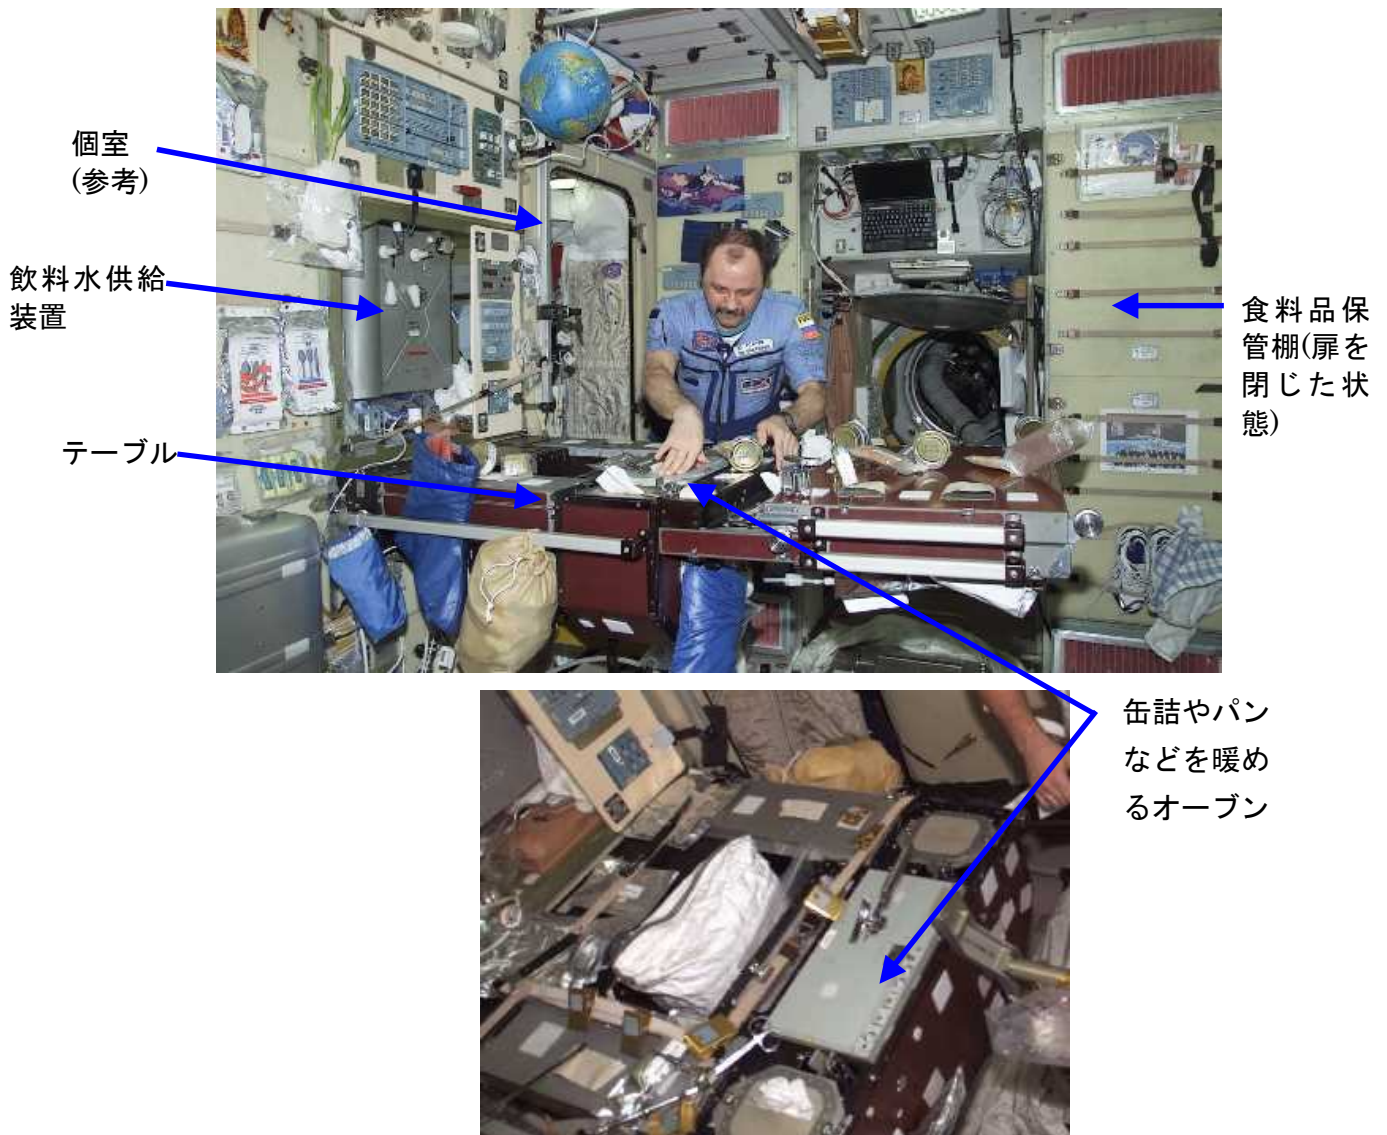 個室
(参考)
飲料水供給
装置
テーブル
食料品保
管棚(扉を
閉じた状
態)
缶詰やパン
などを暖め
るオーブン